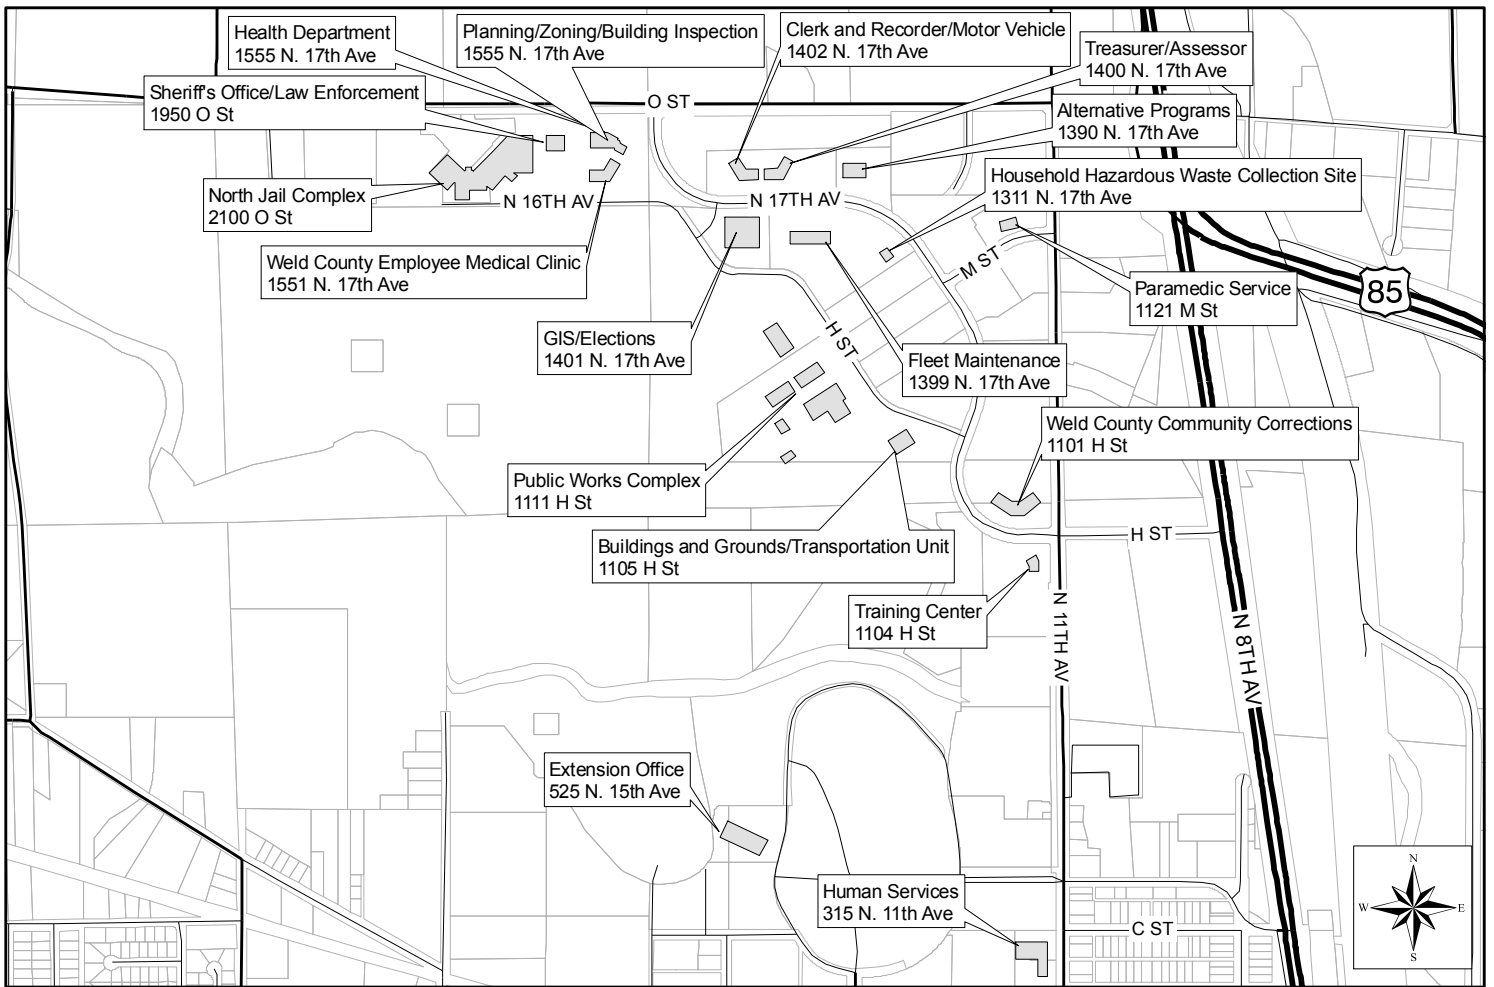 Health Department
1555 N. 17th Ave
Planning/Zoning/Building Inspection
1555 N. 17th Ave
Clerk and Recorder/Motor Vehicle
1402 N. 17th Ave
Treasurer/Assessor
1400 N. 17th Ave
Sheriff's Office/Law Enforcement
1950 O St
O ST
Alternative Programs
1390 N. 17th Ave
North Jail Complex
2100 O St
N 16TH AV
N 17TH AV
Household Hazardous Waste Collection Site
1311 N. 17th Ave
Weld County Employee Medical Clinic
1551 N. 17th Ave
M ST
Paramedic Service
1121 M St
85
GIS/Elections
1401 N. 17th Ave
H ST
Fleet Maintenance
1399 N. 17th Ave
Weld County Community Corrections
1101 H St
Public Works Complex
1111 H St
Buildings and Grounds/Transportation Unit
1105 H St
H ST
Training Center
1104 H St
N 11TH AV
N 8TH AV
Extension Office
525 N. 15th Ave
Human Services
315 N. 11th Ave
C ST
N
W
E
S